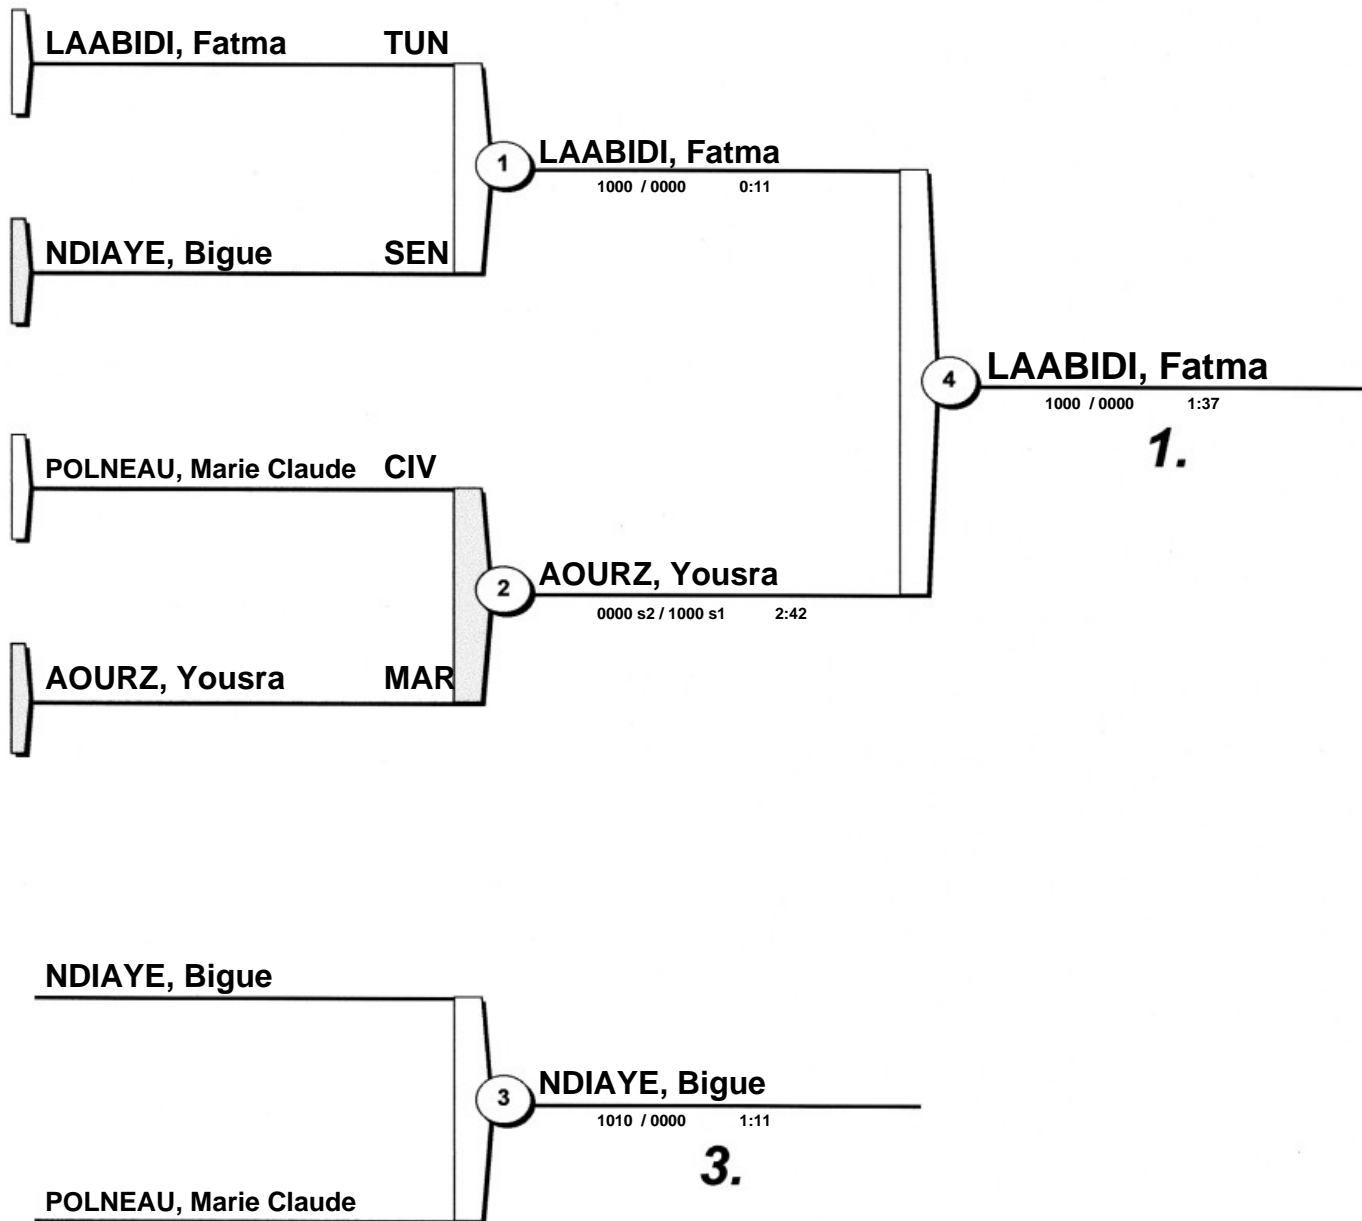 LAABIDI, Fatma TUN
1 LAABIDI, Fatma
1000 / 0000 0:11
NDIAYE, Bigue SEN
4 LAABIDI, Fatma
1000 / 0000 1:37
1.
POLNEAU, Marie Claude CIV
2 AOURZ, Yousra
0000 s2 / 1000 s1 2:42
AOURZ, Yousra MAR
NDIAYE, Bigue
3 NDIAYE, Bigue
1010 / 0000 1:11
3.
POLNEAU, Marie Claude